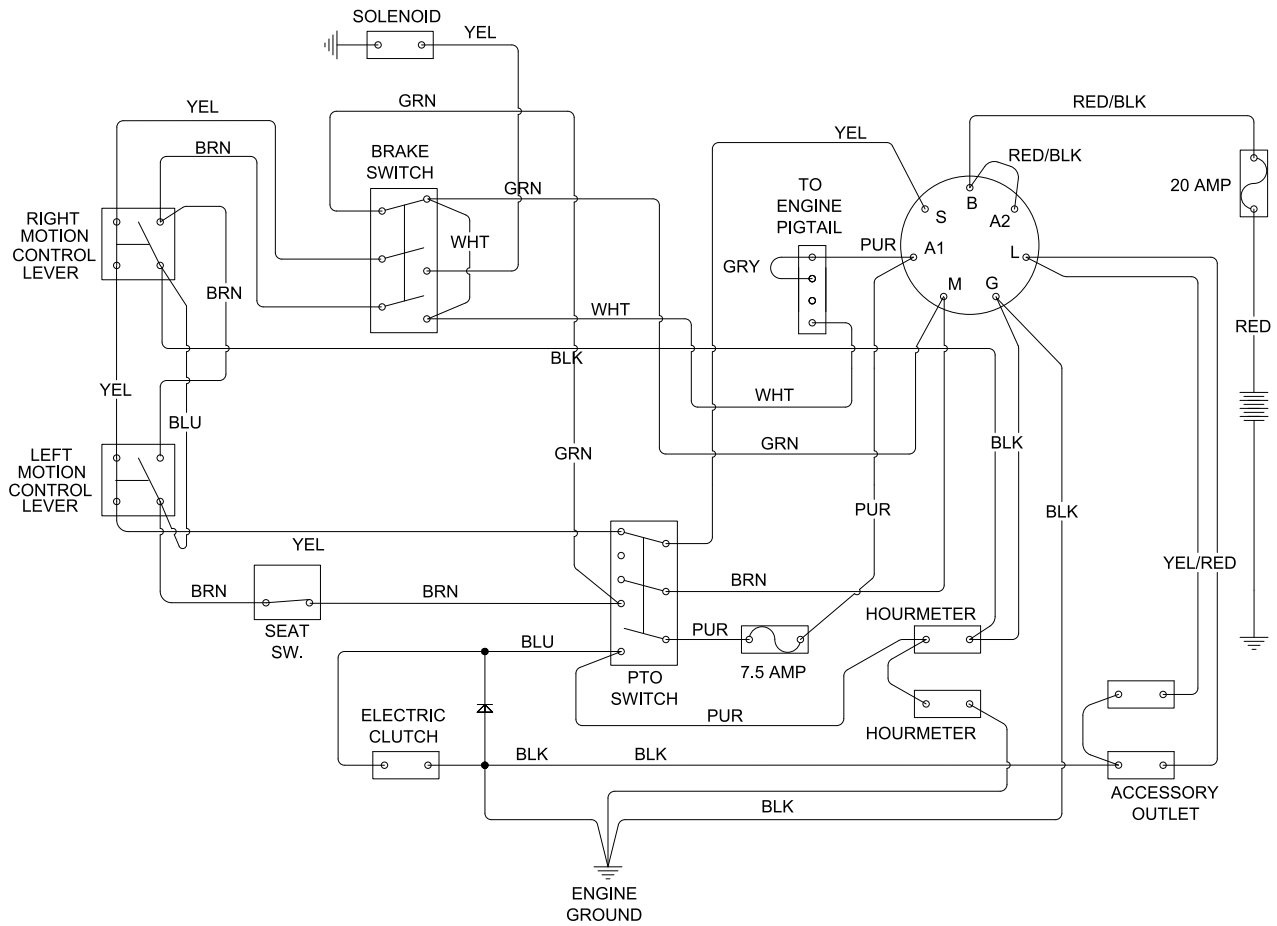 SOLENOID
YEL
GRN
RED/BLK
YEL
YEL
BRN
BRAKE
SWITCH
RED/BLK
TO
ENGINE
PIGTAIL
20 AMP
GRN
B
S
A2
RIGHT
MOTION
CONTROL
LEVER
WHT
PUR
A1
L
GRY
BRN
M
G
WHT
RED
BLK
YEL
WHT
BLU
GRN
BLK
LEFT
MOTION
CONTROL
LEVER
GRN
PUR
BLK
YEL
YEL/RED
BRN
BRN
BRN
HOURMETER
SEAT
SW.
PUR
BLU
7.5 AMP
PTO
SWITCH
ELECTRIC
CLUTCH
PUR
HOURMETER
BLK
BLK
ACCESSORY
OUTLET
BLK
ENGINE
GROUND